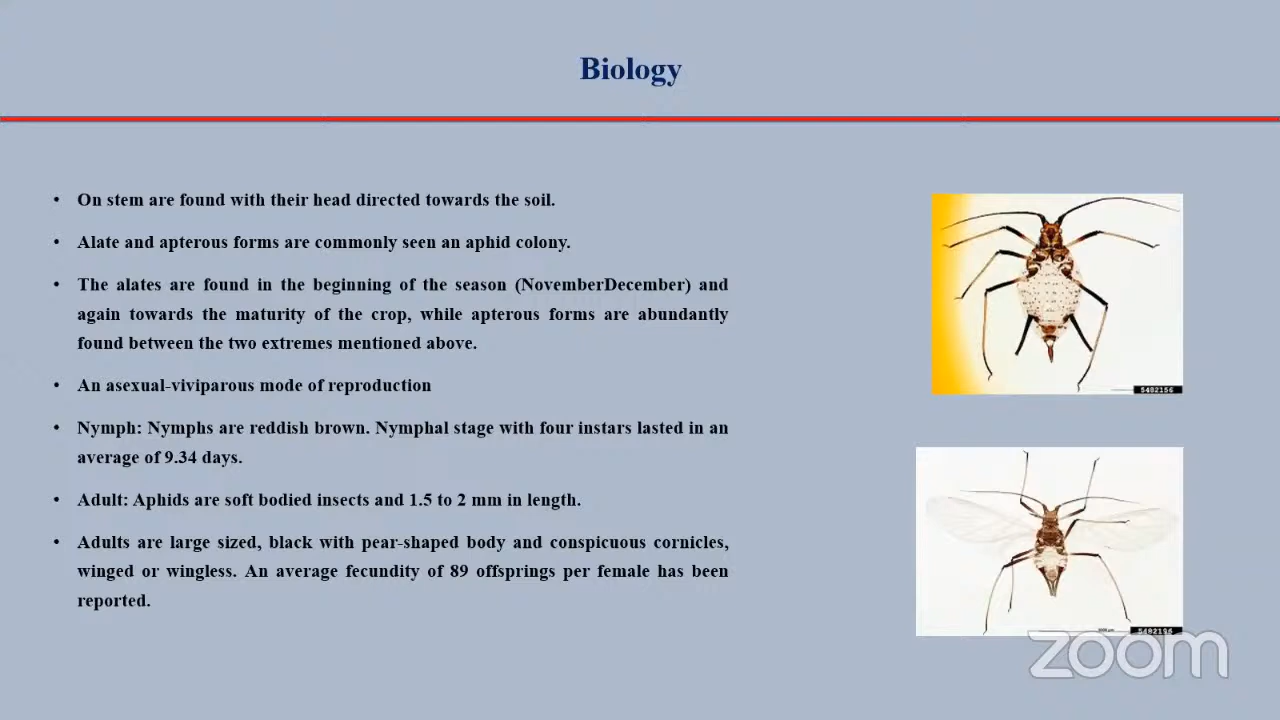 Biology
• On stem are found with their head directed towards the soil.
• Alate and apterous forms are commonly seen an aphid colony.
• The alates are found in the beginning of the season (NovemberDecember) and
again towards the maturity of the crop, while apterous forms are abundantly
found between the two extremes mentioned above.
• An asexual-viviparous mode of reproduction
• Nymph: Nymphs are reddish brown. Nymphal stage with four instars lasted in an
average of 9.34 days.
• Adult: Aphids are soft bodied insects and 1.5 to 2 mm in length.
• Adults are large sized, black with pear-shaped body and conspicuous cornicles,
winged or wingless. An average fecundity of 89 offsprings per female has been
reported.
5482156
zoom